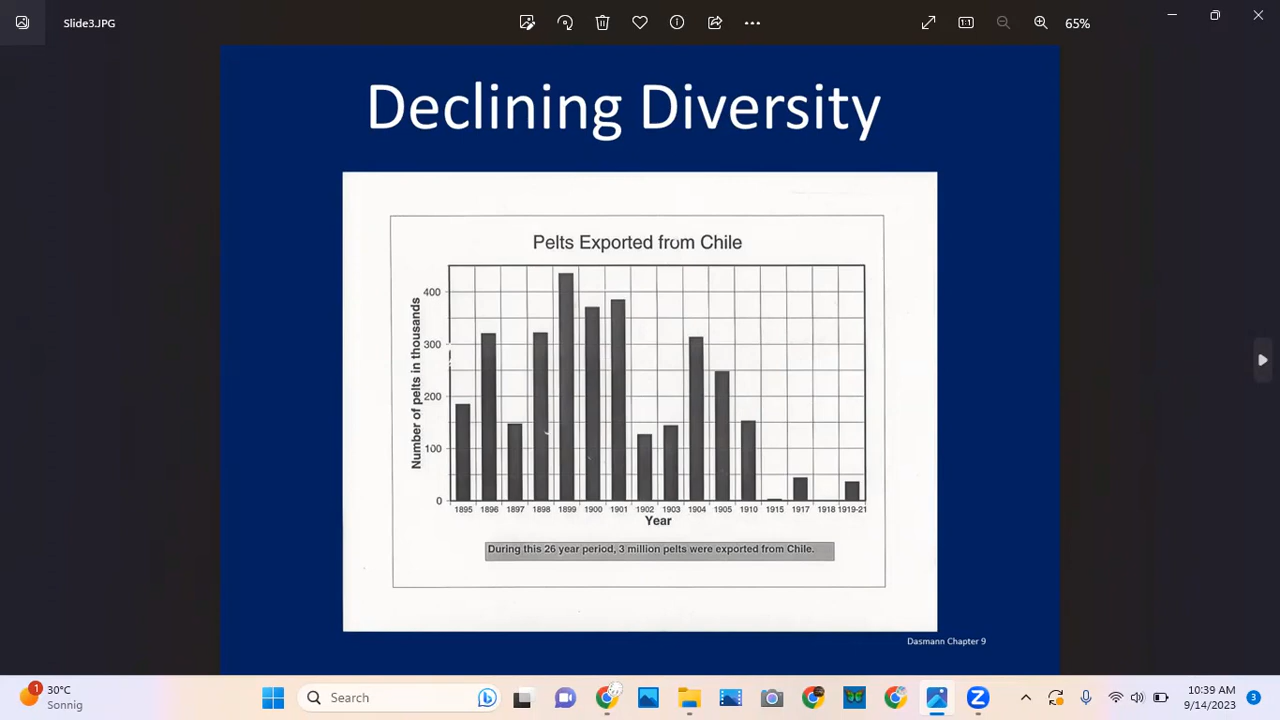 Slide3.JPG
65%
Declining Diversity
Pelts Exported from Chile
Number of pelts in thousands
400
300
200
100
0
1895 1896 1897 1898 1899 1900 1901 1902 1903 1904 1905 1910 1915 1917 1918 1919-21
Year
During this 26 year period, 3 million pelts were exported from Chile.
Dasmann Chapter 9
1
30°C
Sonnig
Search
10:39 AM
9/14/2023
3